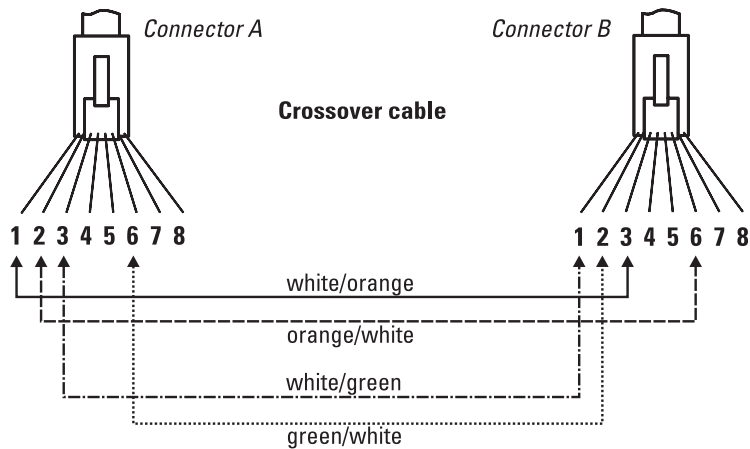 Connector A
Connector B
Crossover cable
1 2 3 4 5 6 7 8
1 2 3 4 5 6 7 8
white/orange
orange/white
white/green
green/white